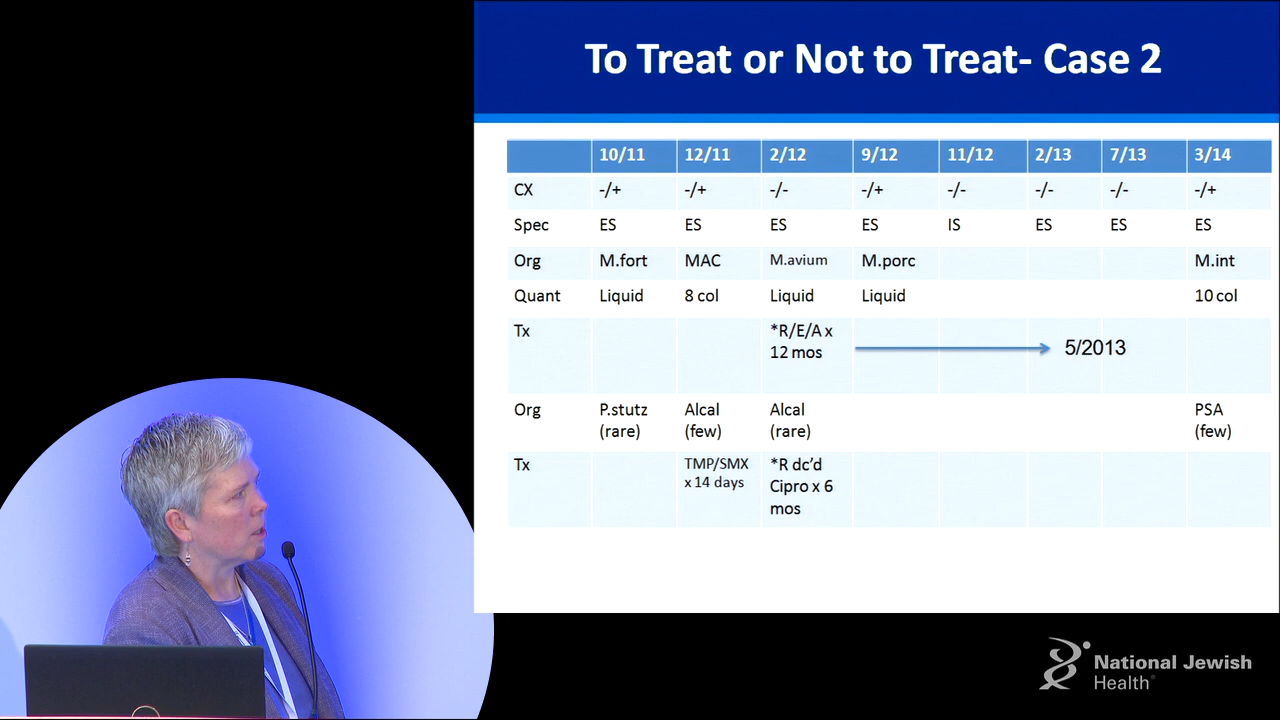 To Treat or Not to Treat- Case 2
10/11 12/11 2/12 9/12 11/12 2/13 7/13 3/14
CX -/+ -/+ -/- -/+ -/- -/- -/- -/+
Spec ES ES ES ES IS ES ES ES
Org M.fort MAC M.avium M.porc M.int
Quant Liquid 8 col Liquid Liquid 10 col
Tx *R/E/A x
12 mos
5/2013
Org P.stutz Alcal Alcal PSA
(rare) (few) (rare) (few)
Tx TMP/SMX *R dc'd
x 14 days Cipro x 6
mos
National Jewish
Health®